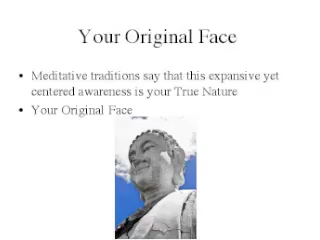 Your Original Face
• Meditative traditions say that this expansive yet
centered awareness is your True Nature
• Your Original Face